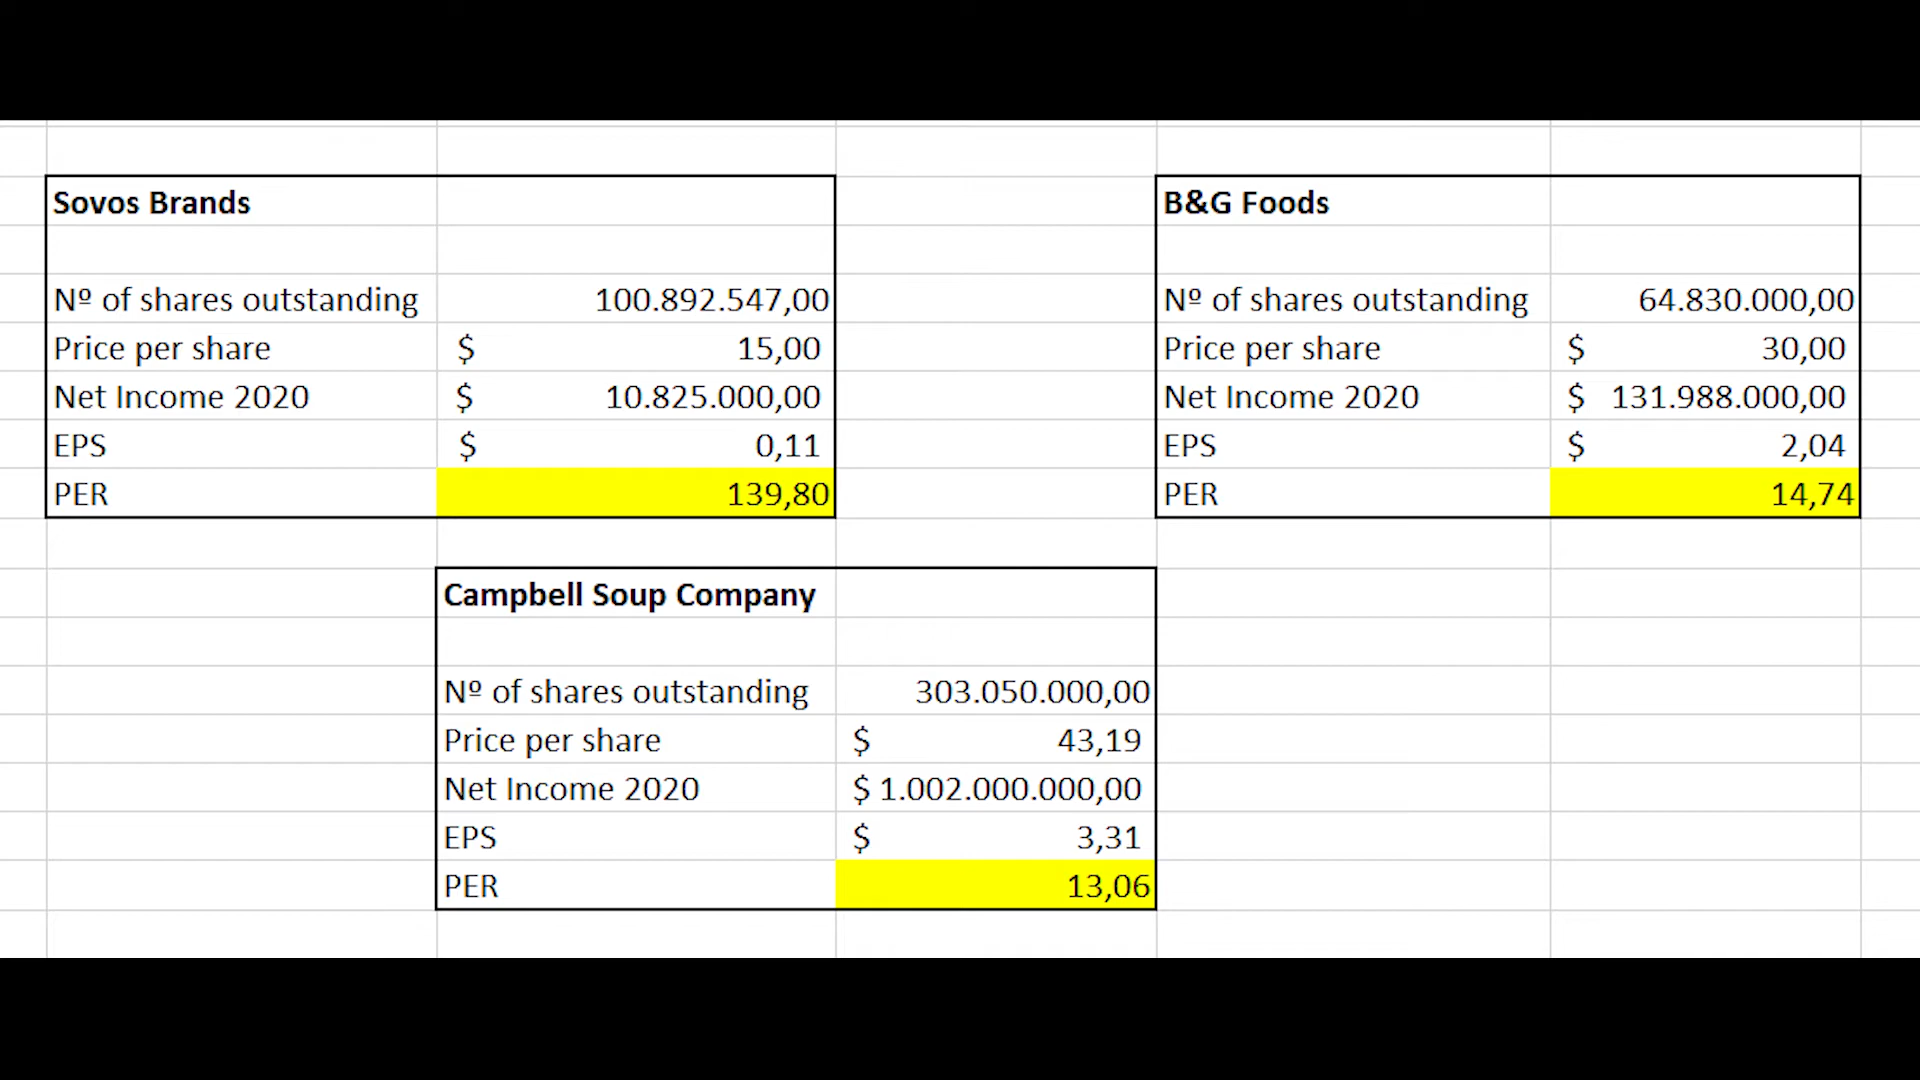 Sovos Brands
Nº of shares outstanding 100.892.547,00
Price per share $ 15,00
Net Income 2020 $ 10.825.000,00
EPS $ 0,11
PER 139,80
B&G Foods
Nº of shares outstanding 64.830.000,00
Price per share $ 30,00
Net Income 2020 $ 131.988.000,00
EPS $ 2,04
PER 14,74
Campbell Soup Company
Nº of shares outstanding 303.050.000,00
Price per share $ 43,19
Net Income 2020 $ 1.002.000.000,00
EPS $ 3,31
PER 13,06